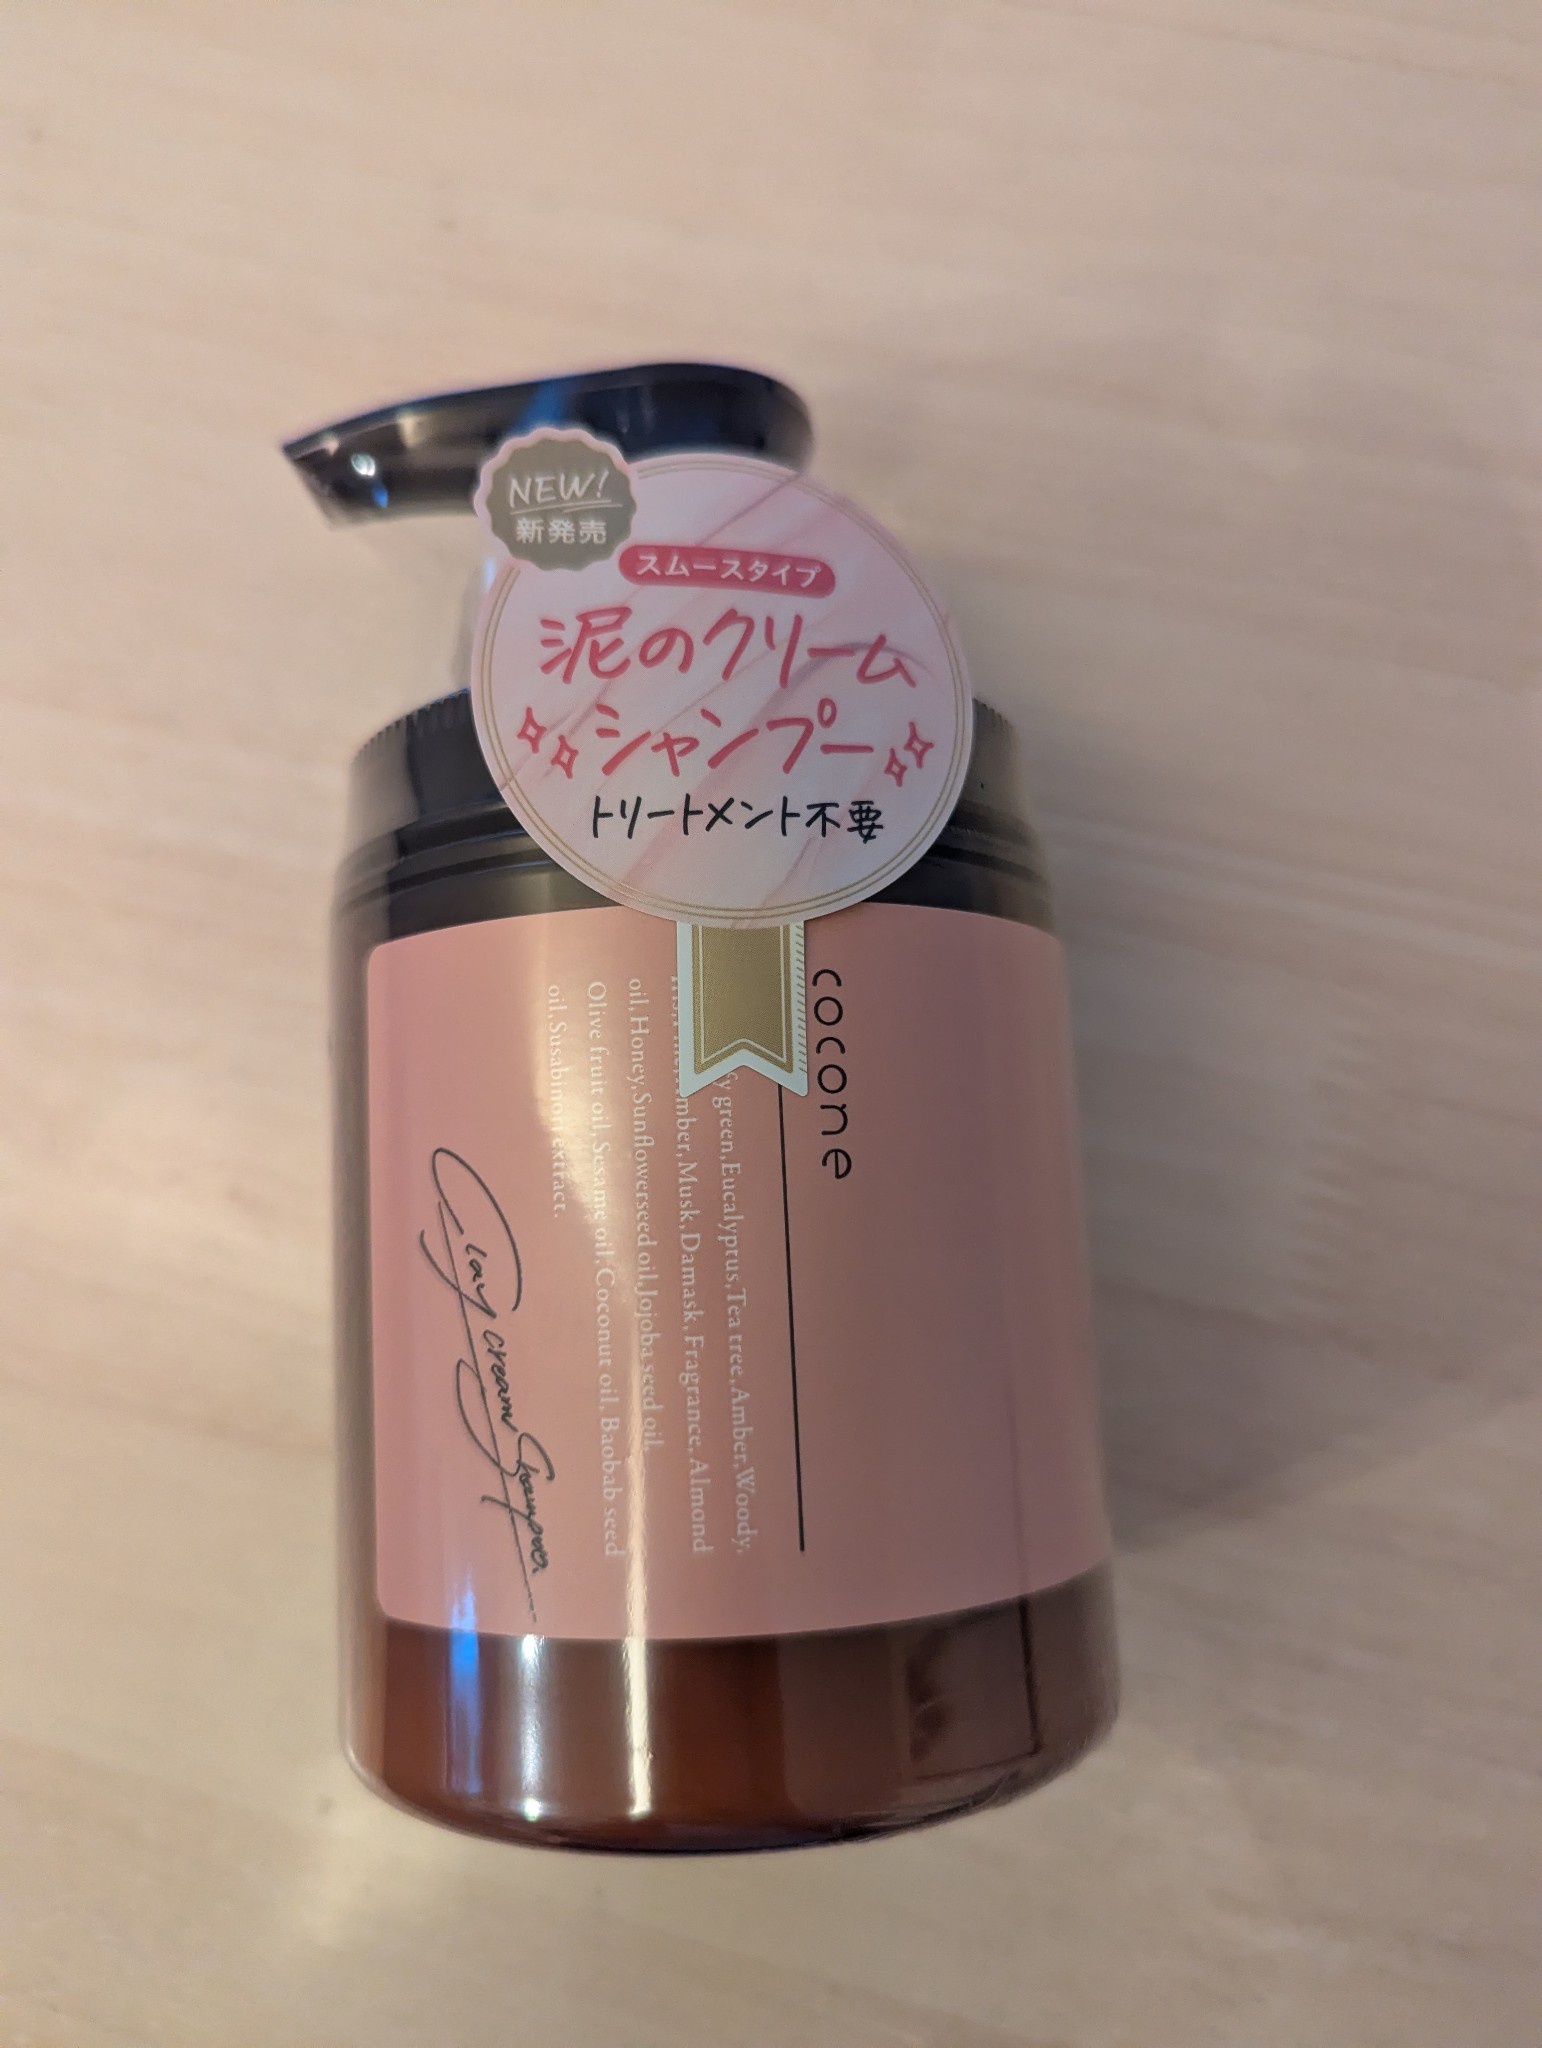 NEW!
新発売
スムースタイプ
泥のクリーム
シャンプー
トリートメント不要
cocone
green,Eucalyptus,Tea tree,Amber,Woody,
Musk,Damask,Fragrance,Almond
oil,Honey,Sunflowerseed oil,Jojoba seed oil,
Olive fruit oil,Sesame oil,Coconut oil,Baobab seed
oil,Susabinori extract.
Clay cream Shampoo